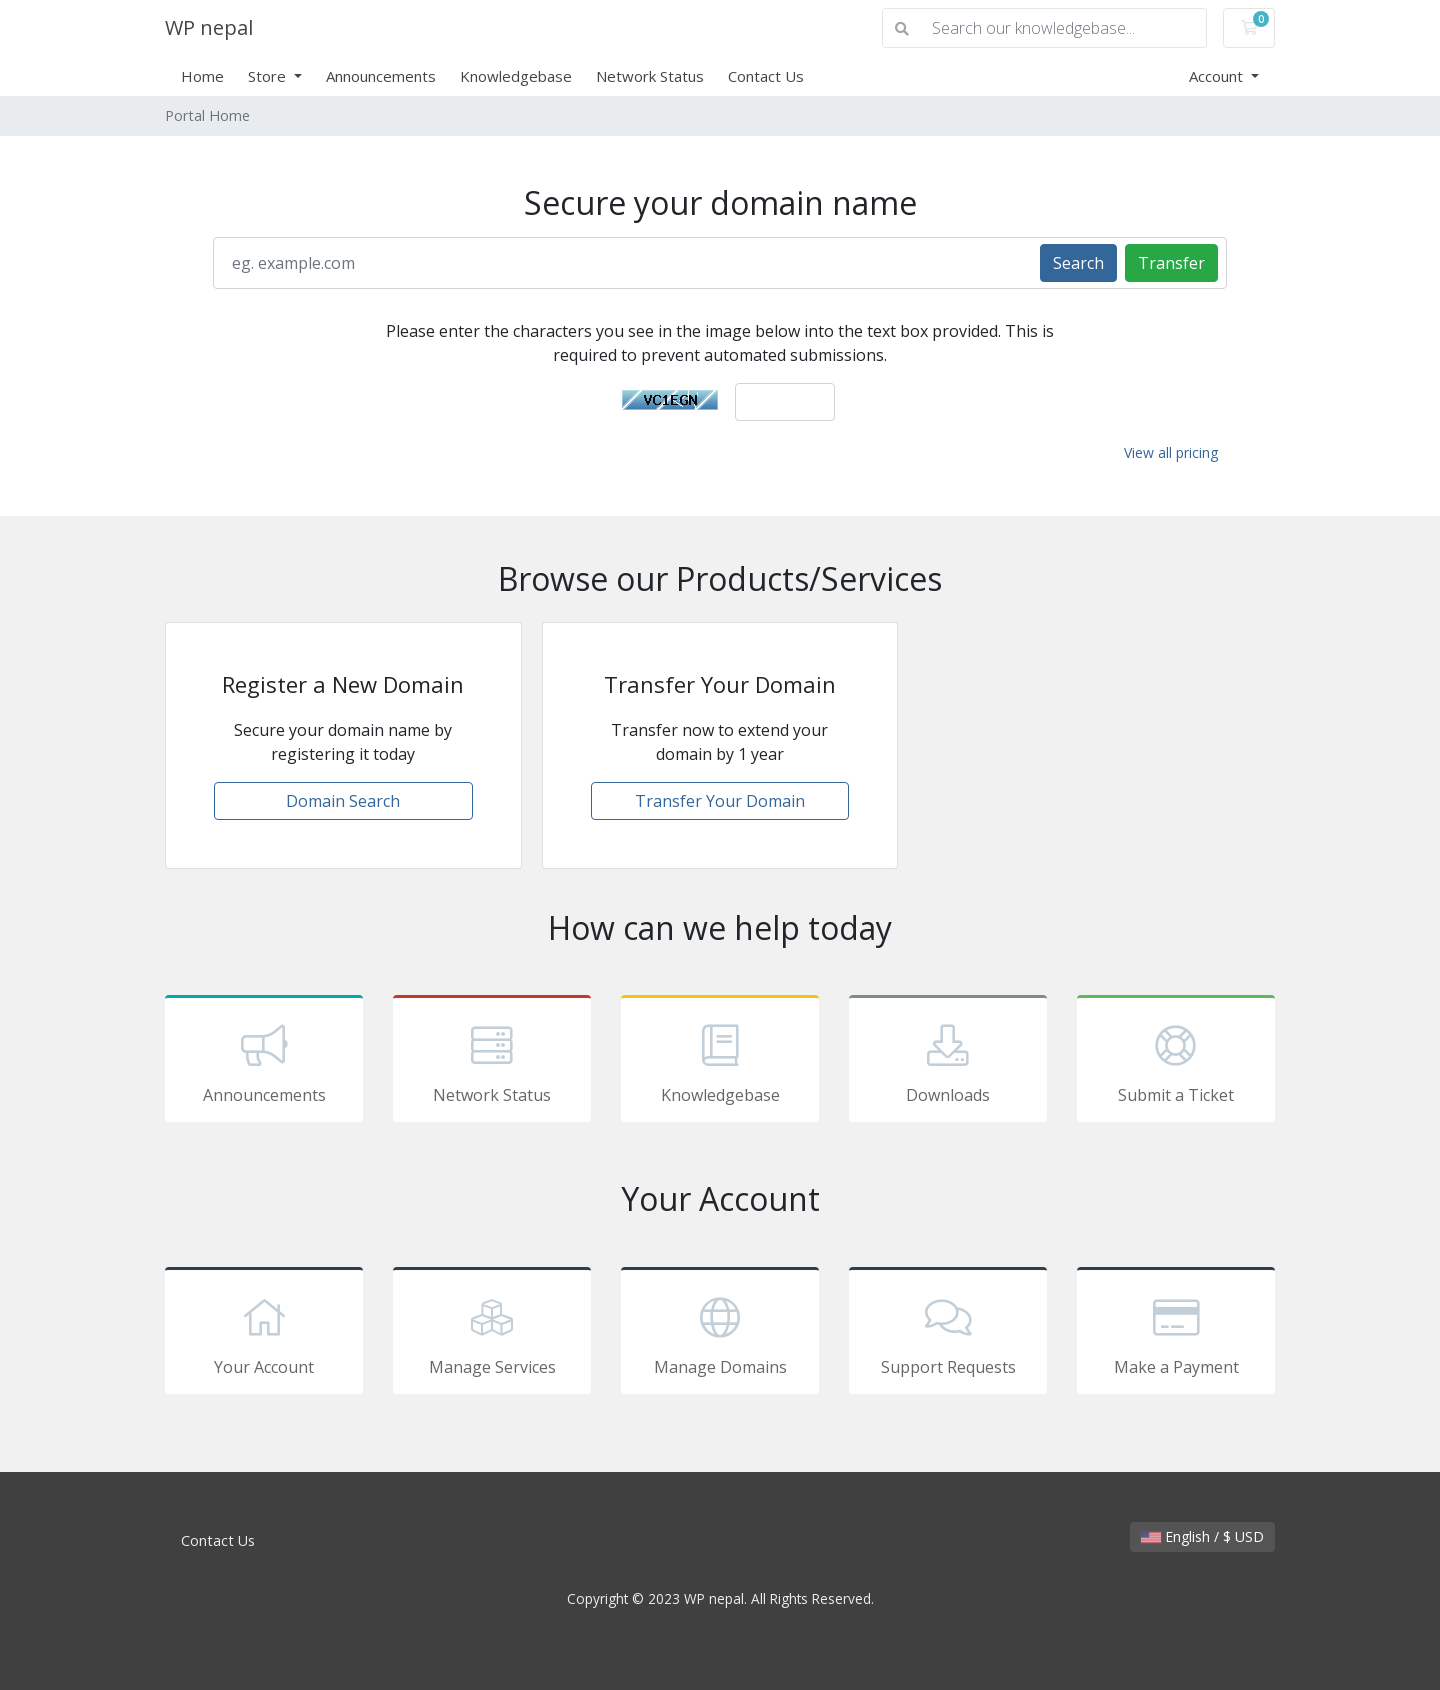 WP nepal
Search our knowledgebase...
0
Home
Store
Announcements
Knowledgebase
Network Status
Contact Us
Account
Portal Home
Secure your domain name
eg. example.com
Search
Transfer
Please enter the characters you see in the image below into the text box provided. This is
required to prevent automated submissions.
VC1EGN
View all pricing
Browse our Products/Services
Register a New Domain
Secure your domain name by
registering it today
Domain Search
Transfer Your Domain
Transfer now to extend your
domain by 1 year
Transfer Your Domain
How can we help today
Announcements
Network Status
Knowledgebase
Downloads
Submit a Ticket
Your Account
Your Account
Manage Services
Manage Domains
Support Requests
Make a Payment
Contact Us
English / $ USD
Copyright © 2023 WP nepal. All Rights Reserved.